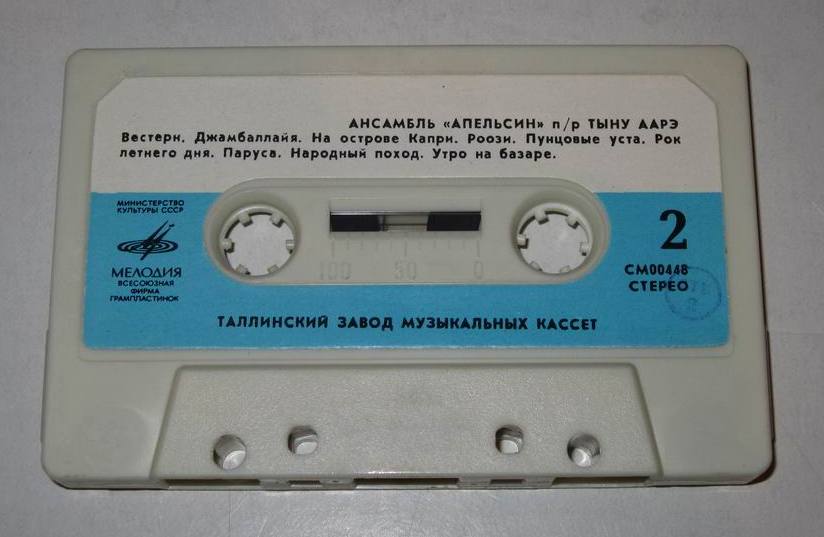 АНСАМБЛЬ «АПЕЛЬСИН» п/р ТЫНУ ААРЭ
Вестерн. Джамбаллайя. На острове Капри. Роози. Пунцовые уста. Рок
летнего дня. Паруса. Народный поход. Утро на базаре.
МИНИСТЕРСТВО
КУЛЬТУРЫ СССР
МЕЛОДИЯ
ВСЕСОЮЗНАЯ
ФИРМА
ГРАМПЛАСТИНОК
100 50 0
2
СМ00448
СТЕРЕО
ТАЛЛИНСКИЙ ЗАВОД МУЗЫКАЛЬНЫХ КАССЕТ